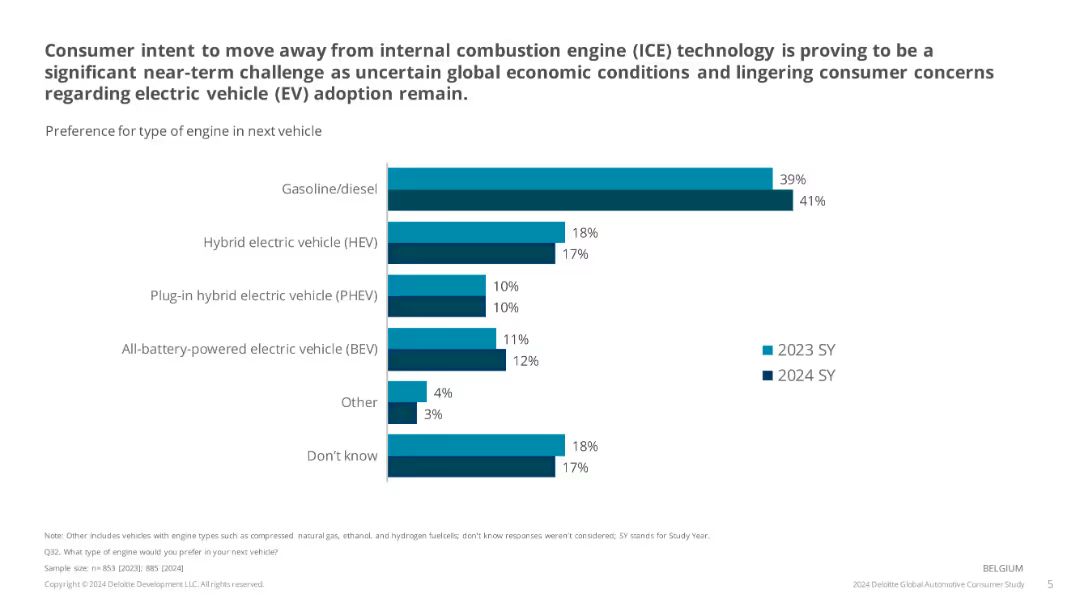 Consumer intent to move away from internal combustion engine (ICE) technology is proving to be a
significant near-term challenge as uncertain global economic conditions and lingering consumer concerns
regarding electric vehicle (EV) adoption remain.
Preference for type of engine in next vehicle
Gasoline/diesel
39%
41%
Hybrid electric vehicle (HEV)
18%
17%
Plug-in hybrid electric vehicle (PHEV)
10%
10%
All-battery-powered electric vehicle (BEV)
11%
12%
Other
4%
3%
Don't know
18%
17%
2023 SY
2024 SY
Note: Other includes vehicles with engine types such as compressed natural gas, ethanol, and hydrogen fuelcells; don't know responses weren't considered; SY stands for Study Year.
Q32. What type of engine would you prefer in your next vehicle?
Sample size: n= 853 [2023]; 885 [2024]
BELGIUM
Copyright © 2024 Deloitte Development LLC. All rights reserved.
2024 Deloitte Global Automotive Consumer Study
5